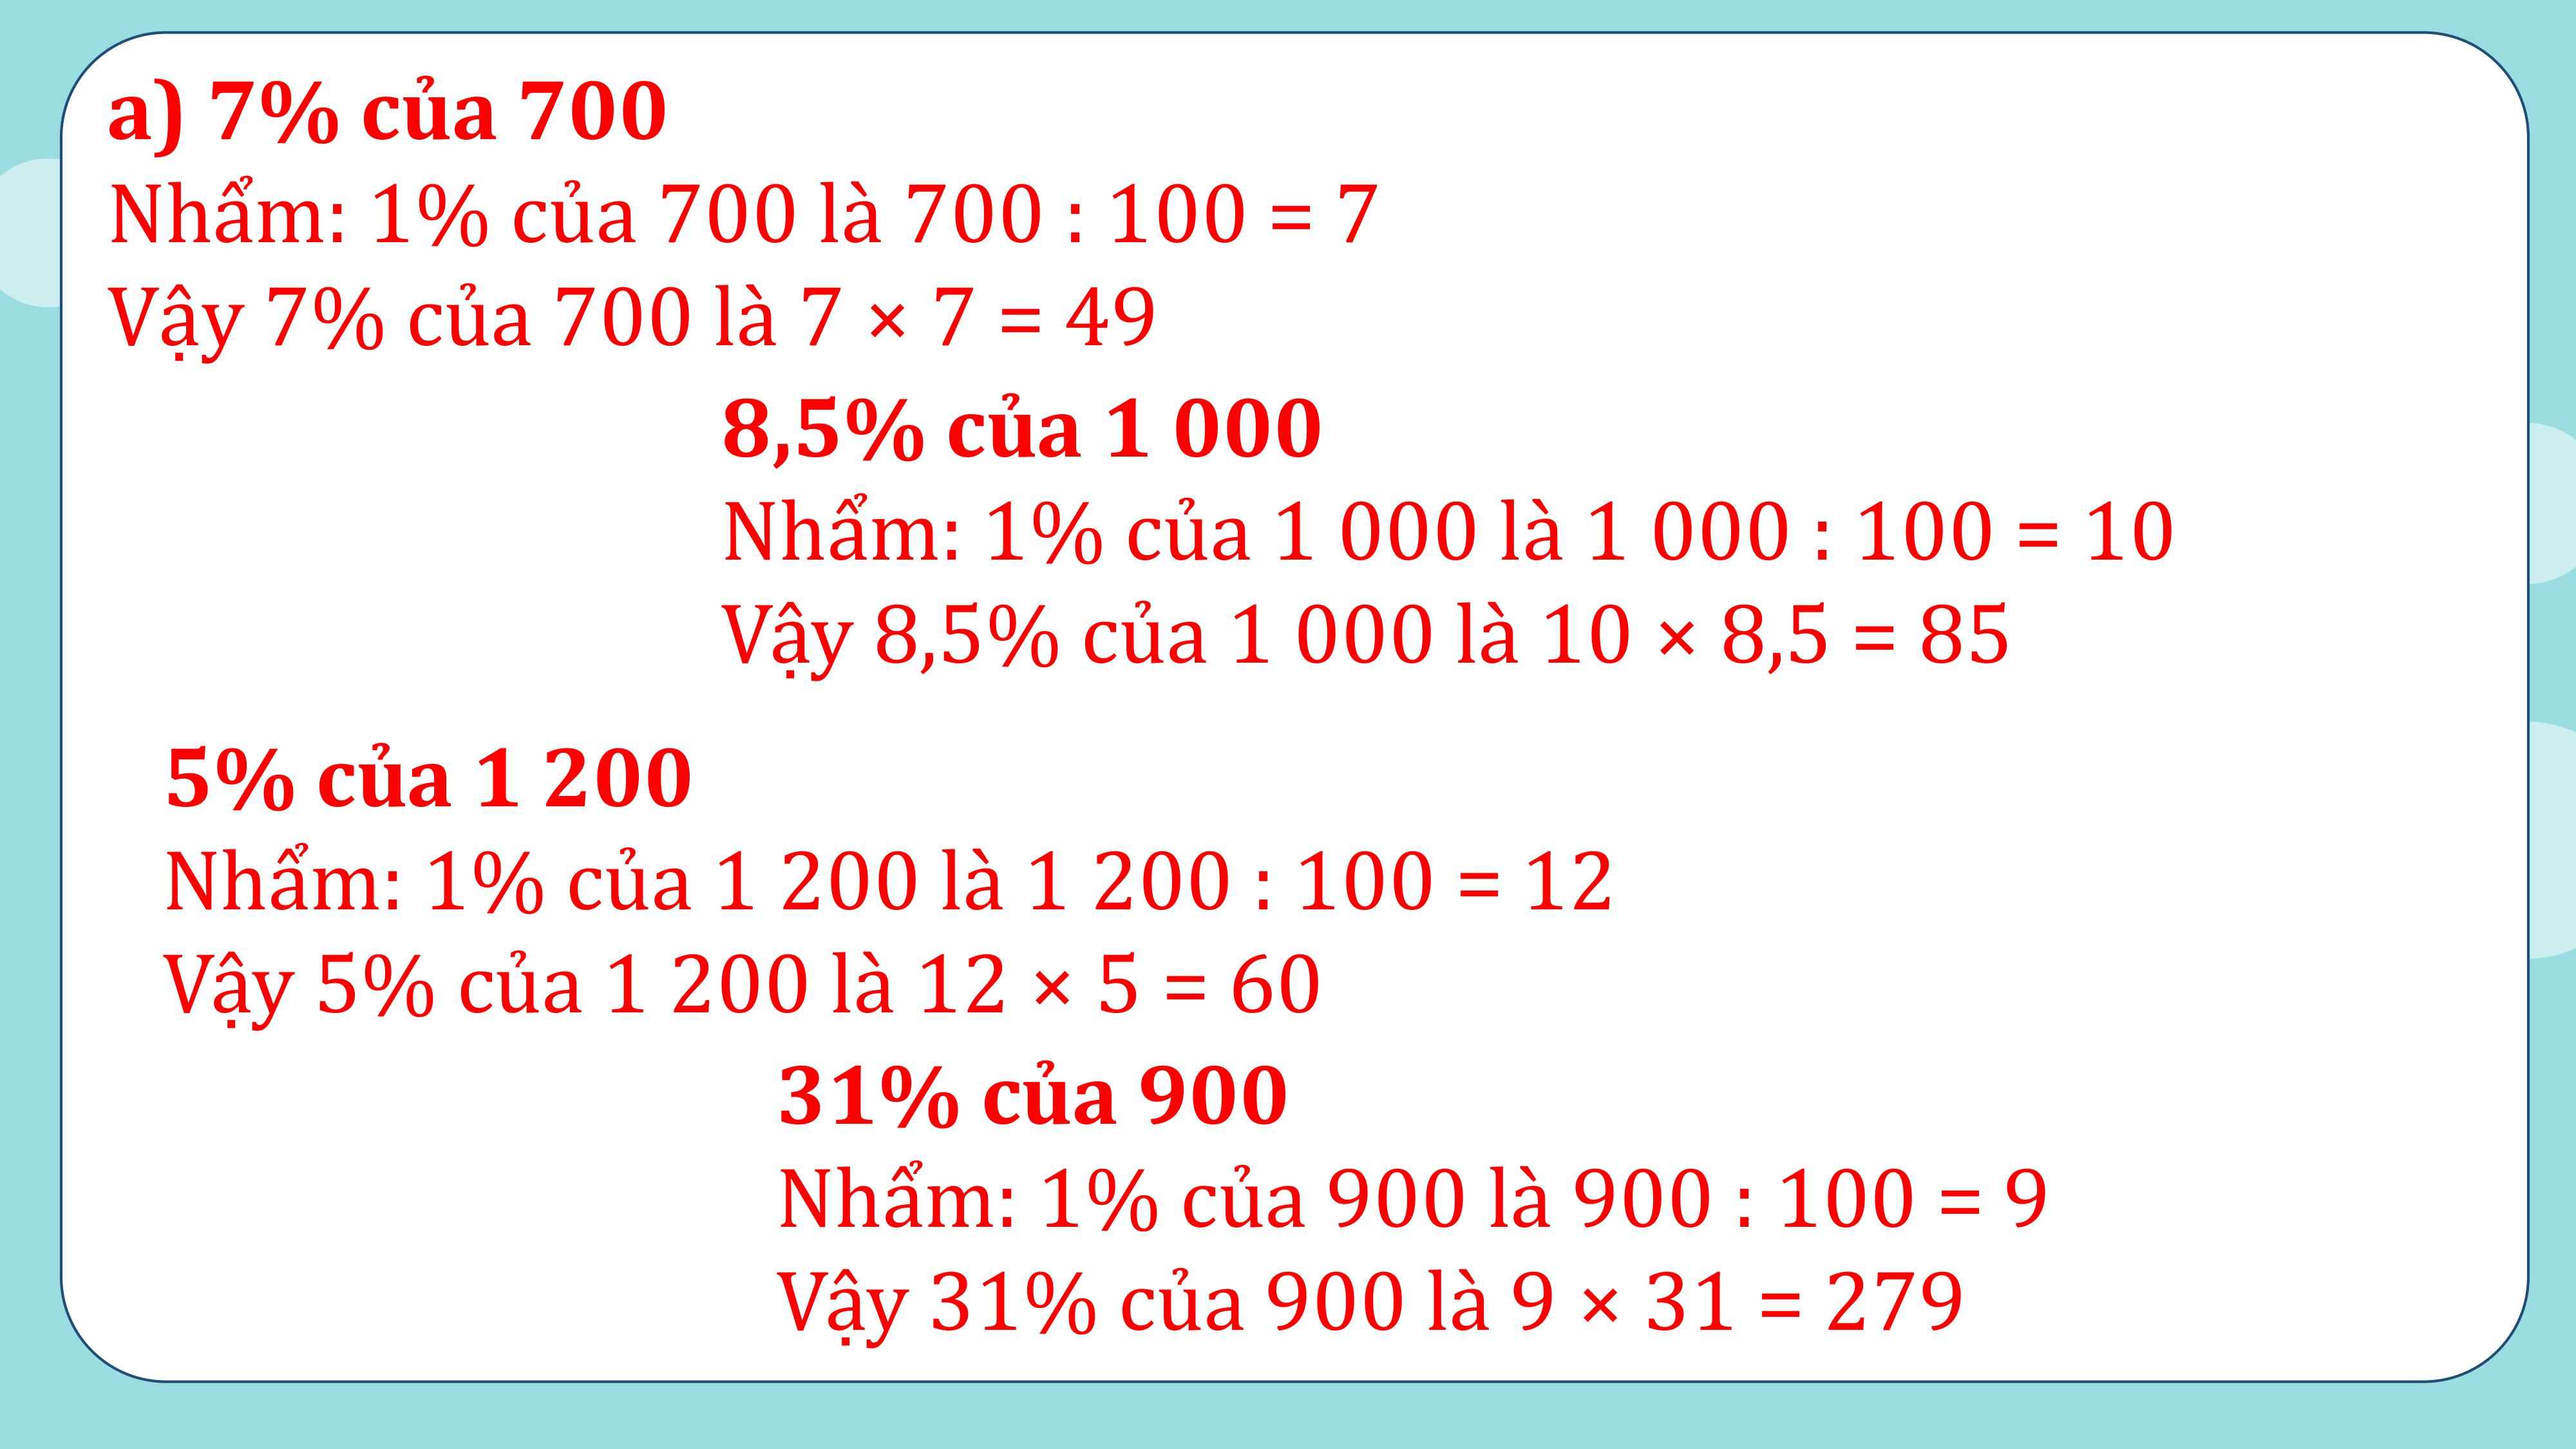 a) 7% của 700
Nhẩm: 1% của 700 là 700 : 100 = 7
Vậy 7% của 700 là 7 × 7 = 49
8,5% của 1 000
Nhẩm: 1% của 1 000 là 1 000 : 100 = 10
Vậy 8,5% của 1 000 là 10 × 8,5 = 85
5% của 1 200
Nhẩm: 1% của 1 200 là 1 200 : 100 = 12
Vậy 5% của 1 200 là 12 × 5 = 60
31% của 900
Nhẩm: 1% của 900 là 900 : 100 = 9
Vậy 31% của 900 là 9 × 31 = 279